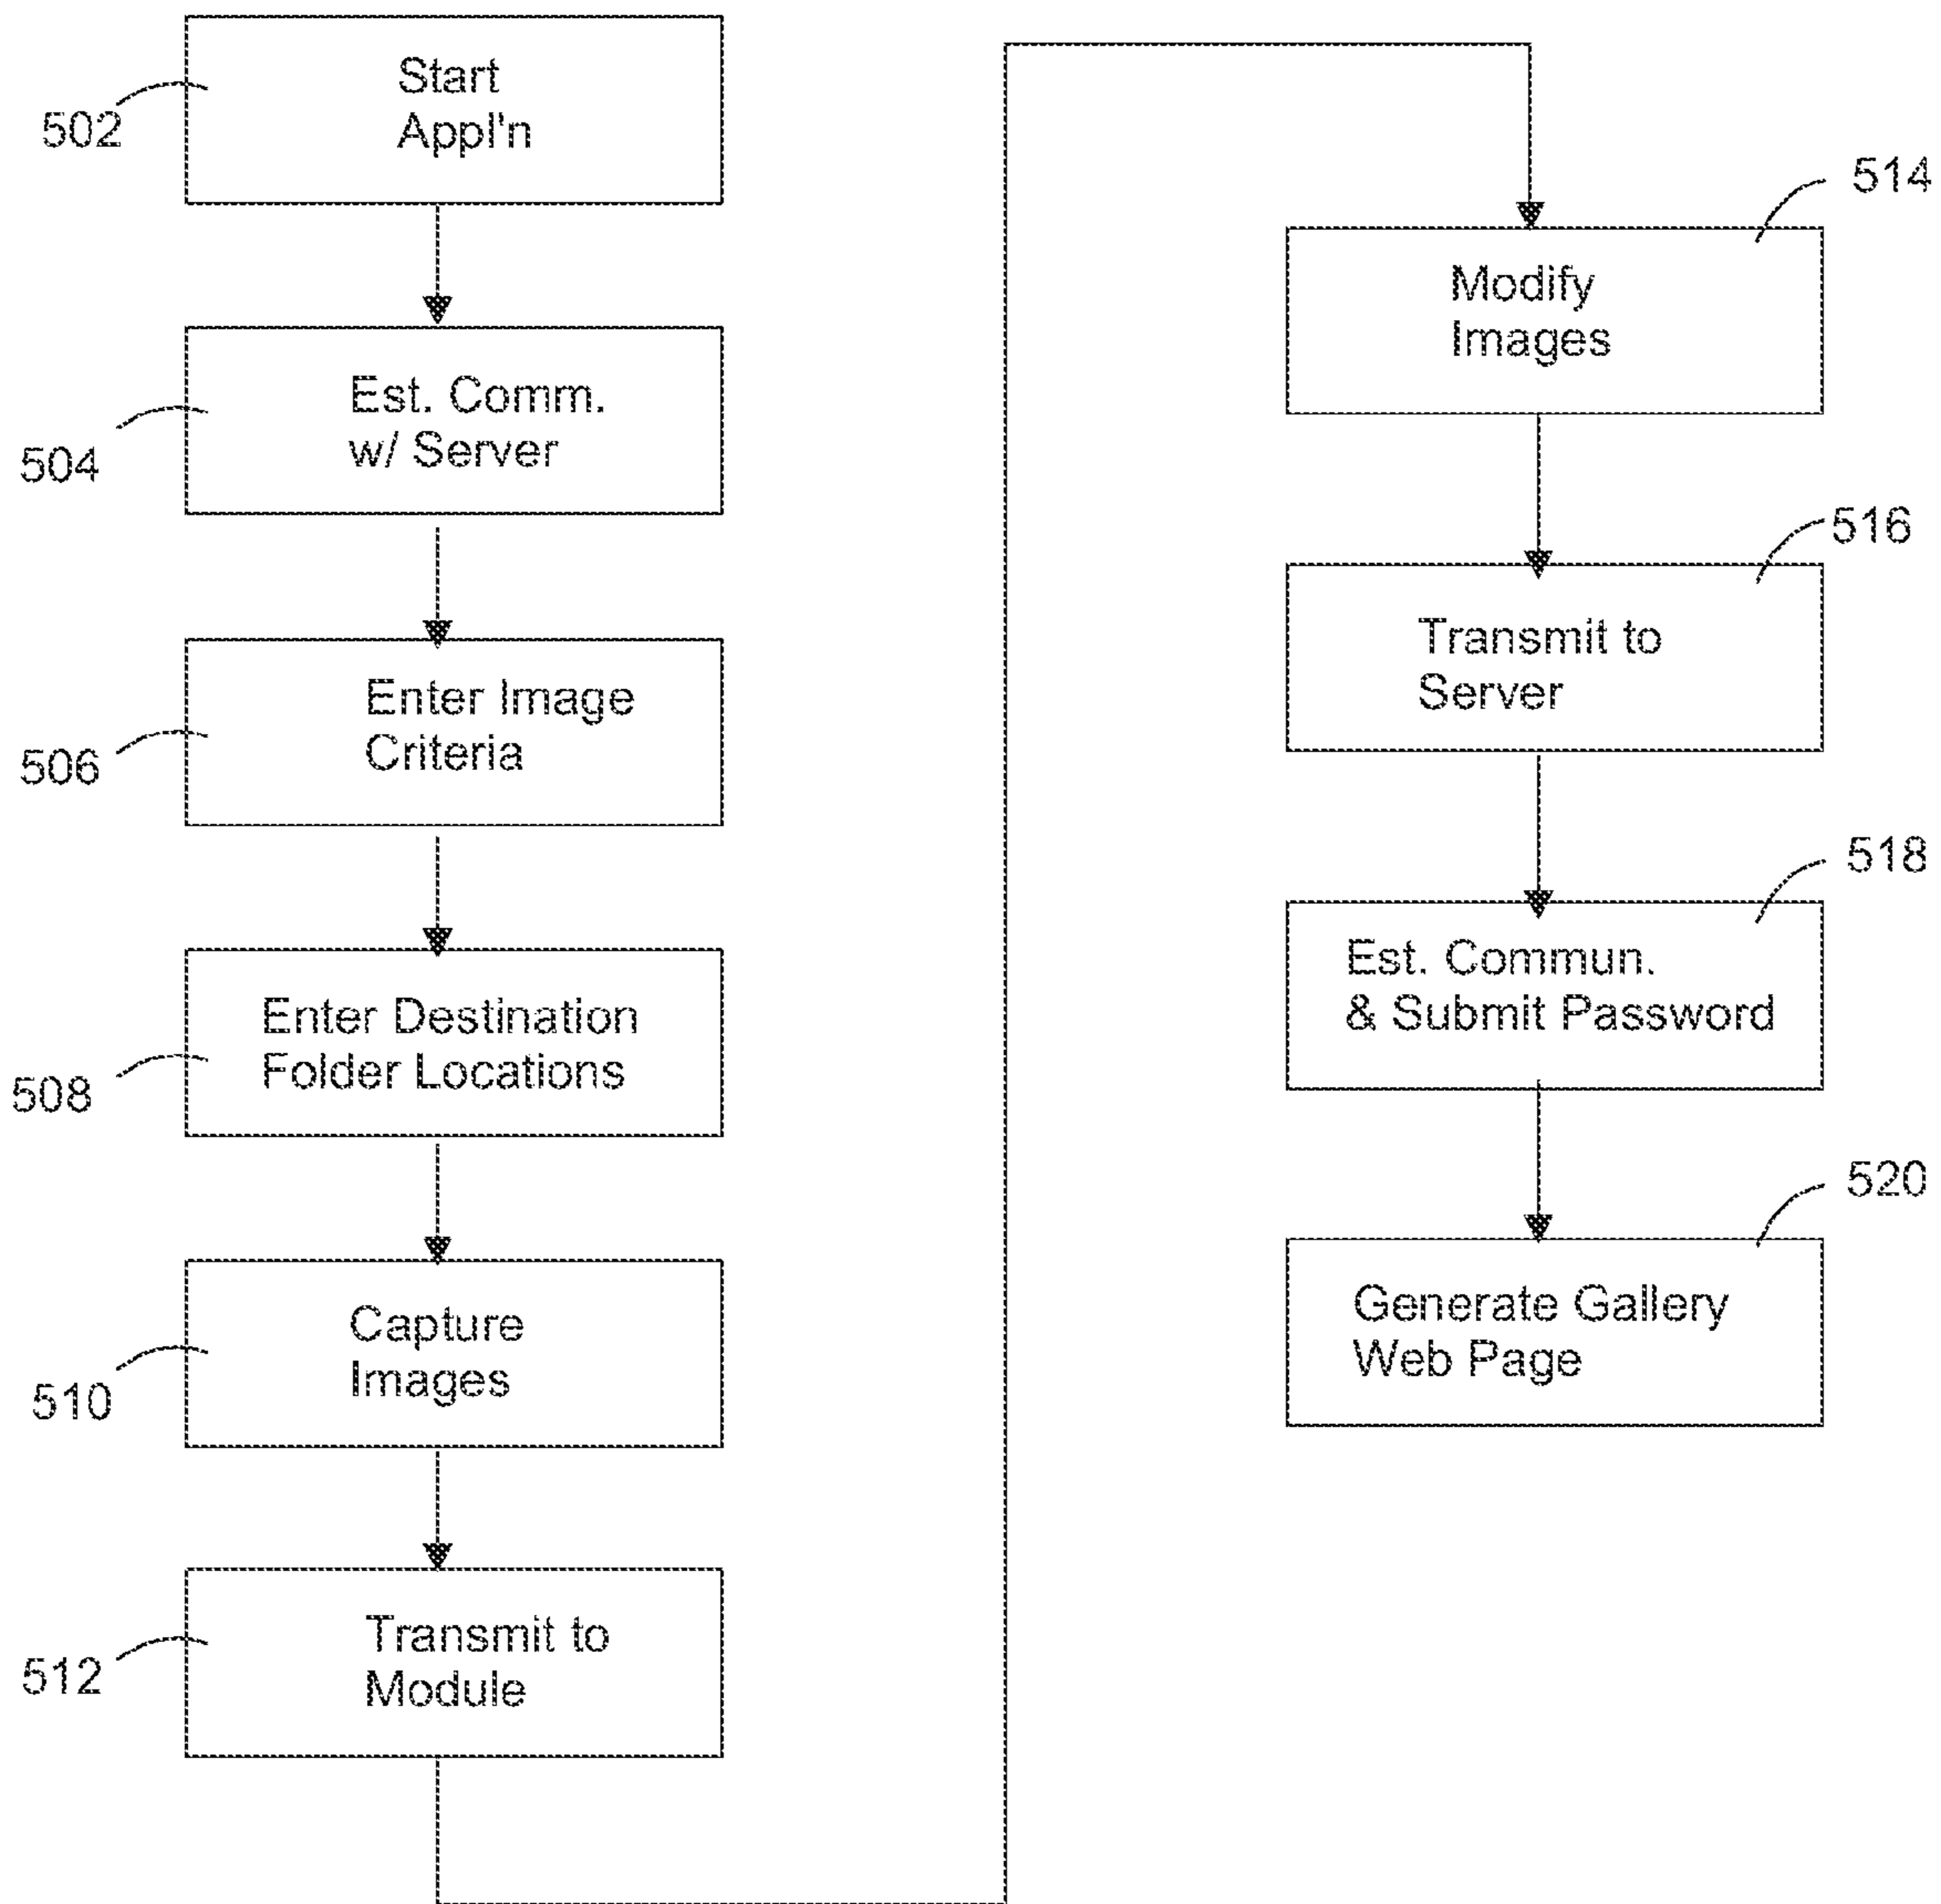 Start
Appl'n
502
Est. Comm.
w/ Server
504
Enter Image
Criteria
506
Enter Destination
Folder Locations
508
Capture
Images
510
Transmit to
Module
512
514
Modify
Images
516
Transmit to
Server
518
Est. Commun.
& Submit Password
520
Generate Gallery
Web Page